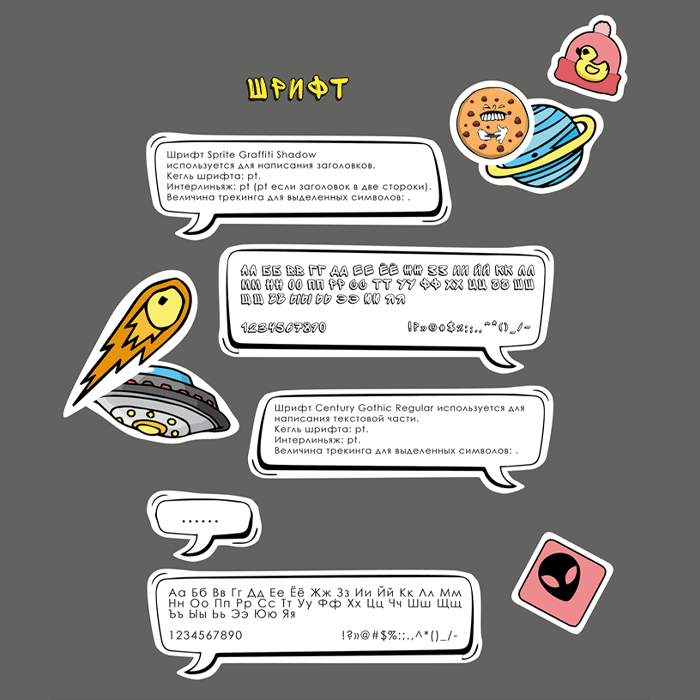 ШРИФТ
Шрифт Sprite Graffiti Shadow
используется для написания заголовков.
Кегль шрифта: pt.
Интерлиньяж: pt (pt если заголовок в две стороки).
Величина трекинга для выделенных символов: .
АА ББ ВВ ГГ ДД ЕЕ ЁЁ ЖЖ ЗЗ ИИ ЙЙ КК ЛЛ
ММ НН ОО ПП РР СС ТТ УУ ФФ ХХ ЦЦ ЧЧ ШШ
ЩЩ ЪЪ ЫЫ ЬЬ ЭЭ ЮЮ ЯЯ
1234567890 !?»@#$%:;.,^*()_/-
Шрифт Century Gothic Regular используется для
написания текстовой части.
Кегль шрифта: pt.
Интерлиньяж: pt.
Величина трекинга для выделенных символов: .
......
Аа Бб Вв Гг Дд Ее Ёё Жж Зз Ии Йй Кк Лл Мм
Нн Оо Пп Рр Сс Тт Уу Фф Хх Цц Чч Шш Щщ
Ъъ Ыы Ьь Ээ Юю Яя
1234567890 !?»@#$%:;.,^*()_/-